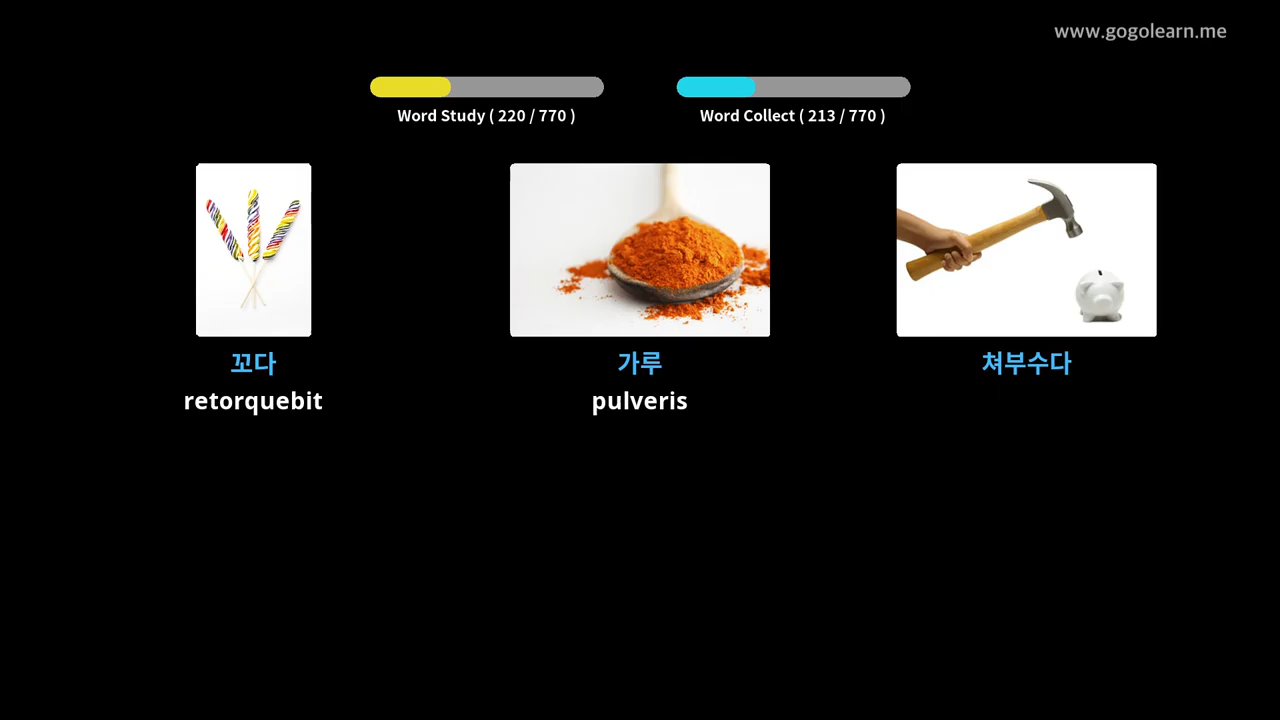 www.gogolearn.me
Word Study ( 220 / 770 )
Word Collect ( 213 / 770 )
꼬다
retorquebit
가루
pulveris
쳐부수다